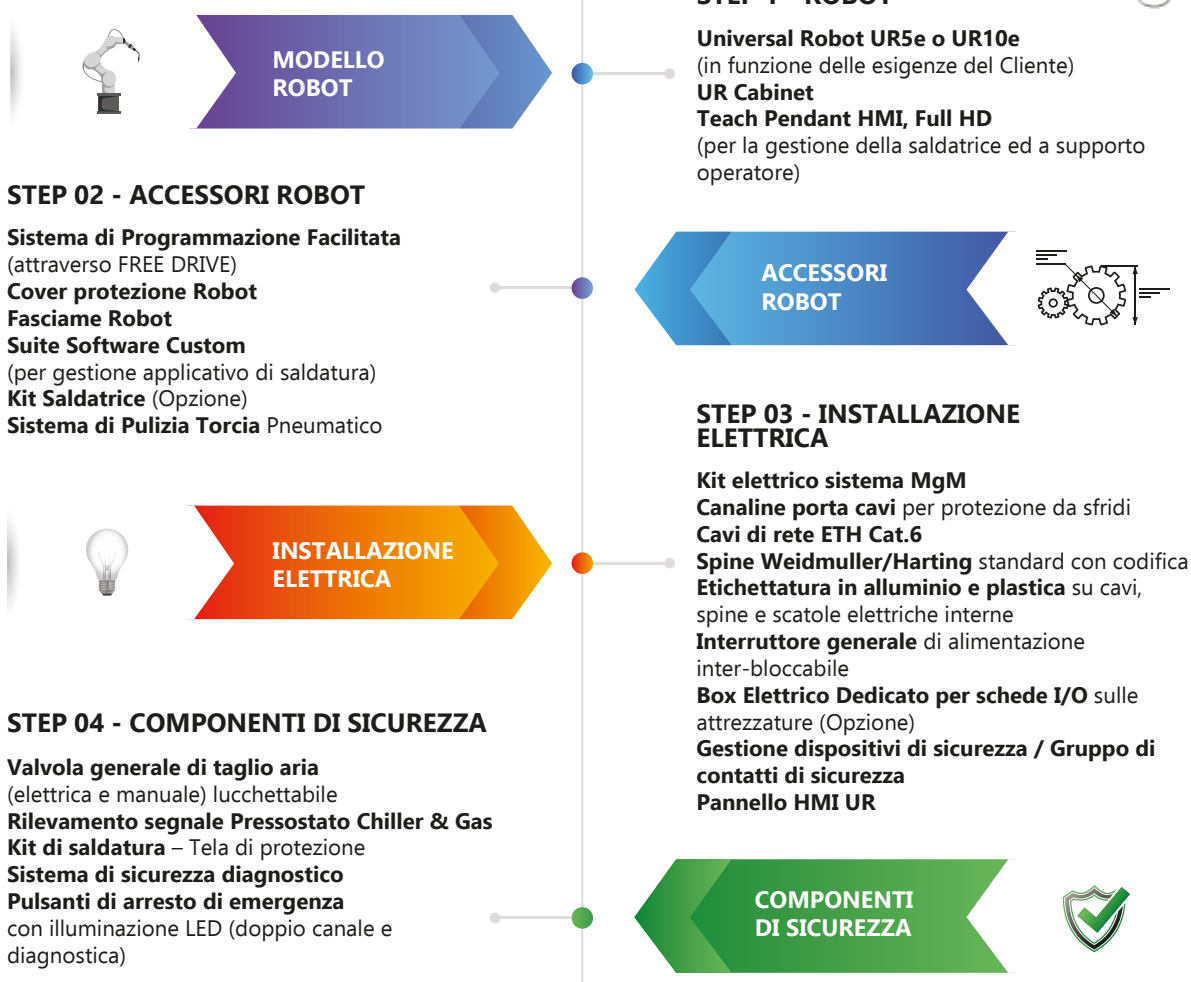 STEP 1 - ROBOT
MODELLO
ROBOT
Universal Robot UR5e o UR10e
(in funzione delle esigenze del Cliente)
UR Cabinet
Teach Pendant HMI, Full HD
(per la gestione della saldatrice ed a supporto
operatore)
STEP 02 - ACCESSORI ROBOT
Sistema di Programmazione Facilitata
(attraverso FREE DRIVE)
Cover protezione Robot
Fasciame Robot
Suite Software Custom
(per gestione applicativo di saldatura)
Kit Saldatrice (Opzione)
Sistema di Pulizia Torcia Pneumatico
ACCESSORI
ROBOT
STEP 03 - INSTALLAZIONE
ELETTRICA
Kit elettrico sistema MgM
Canaline porta cavi per protezione da sfridi
Cavi di rete ETH Cat.6
Spine Weidmuller/Harting standard con codifica
Etichettatura in alluminio e plastica su cavi,
spine e scatole elettriche interne
Interruttore generale di alimentazione
inter-bloccabile
Box Elettrico Dedicato per schede I/O sulle
attrezzature (Opzione)
Gestione dispositivi di sicurezza / Gruppo di
contatti di sicurezza
Pannello HMI UR
INSTALLAZIONE
ELETTRICA
STEP 04 - COMPONENTI DI SICUREZZA
Valvola generale di taglio aria
(elettrica e manuale) lucchettabile
Rilevamento segnale Pressostato Chiller & Gas
Kit di saldatura – Tela di protezione
Sistema di sicurezza diagnostico
Pulsanti di arresto di emergenza
con illuminazione LED (doppio canale e
diagnostica)
COMPONENTI
DI SICUREZZA